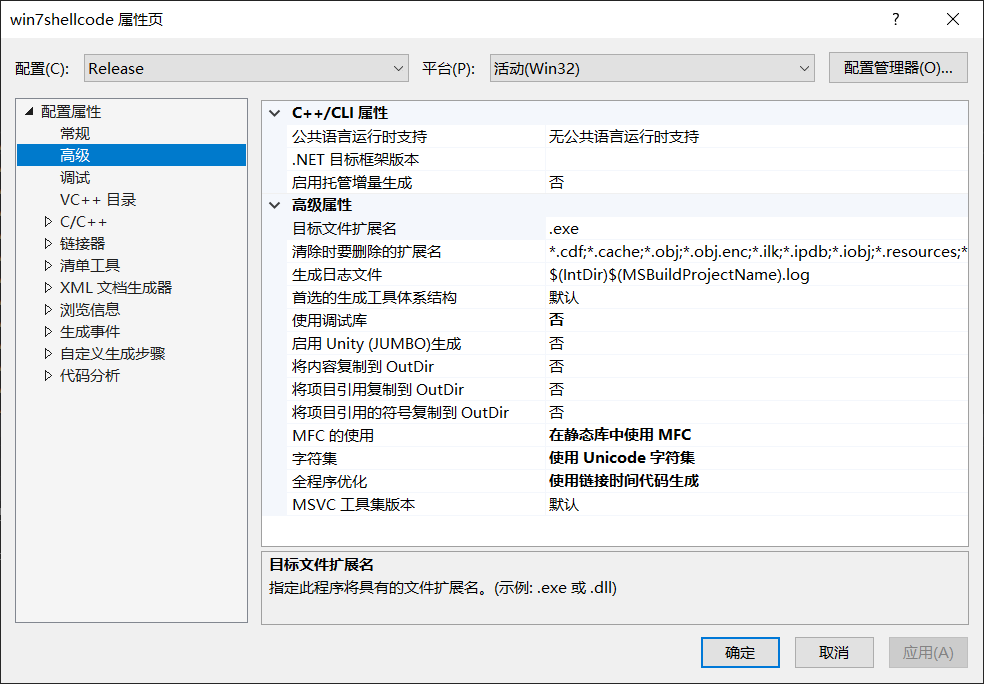 win7shellcode 属性页
?
配置(C): Release 平台(P): 活动(Win32) 配置管理器(O)...
配置属性
常规
高级
调试
VC++ 目录
C/C++
链接器
清单工具
XML 文档生成器
浏览信息
生成事件
自定义生成步骤
代码分析
C++/CLI 属性
公共语言运行时支持 无公共语言运行时支持
.NET 目标框架版本
启用托管增量生成 否
高级属性
目标文件扩展名 .exe
清除时要删除的扩展名 *.cdf;*.cache;*.obj;*.obj.enc;*.ilk;*.ipdb;*.iobj;*.resources;*
生成日志文件 $(IntDir)$(MSBuildProjectName).log
首选的生成工具体系结构 默认
使用调试库 否
启用 Unity (JUMBO)生成 否
将内容复制到 OutDir 否
将项目引用复制到 OutDir 否
将项目引用的符号复制到 OutDir 否
MFC 的使用 在静态库中使用 MFC
字符集 使用 Unicode 字符集
全程序优化 使用链接时间代码生成
MSVC 工具集版本 默认
目标文件扩展名
指定此程序将具有的文件扩展名。(示例: .exe 或 .dll)
确定 取消 应用(A)